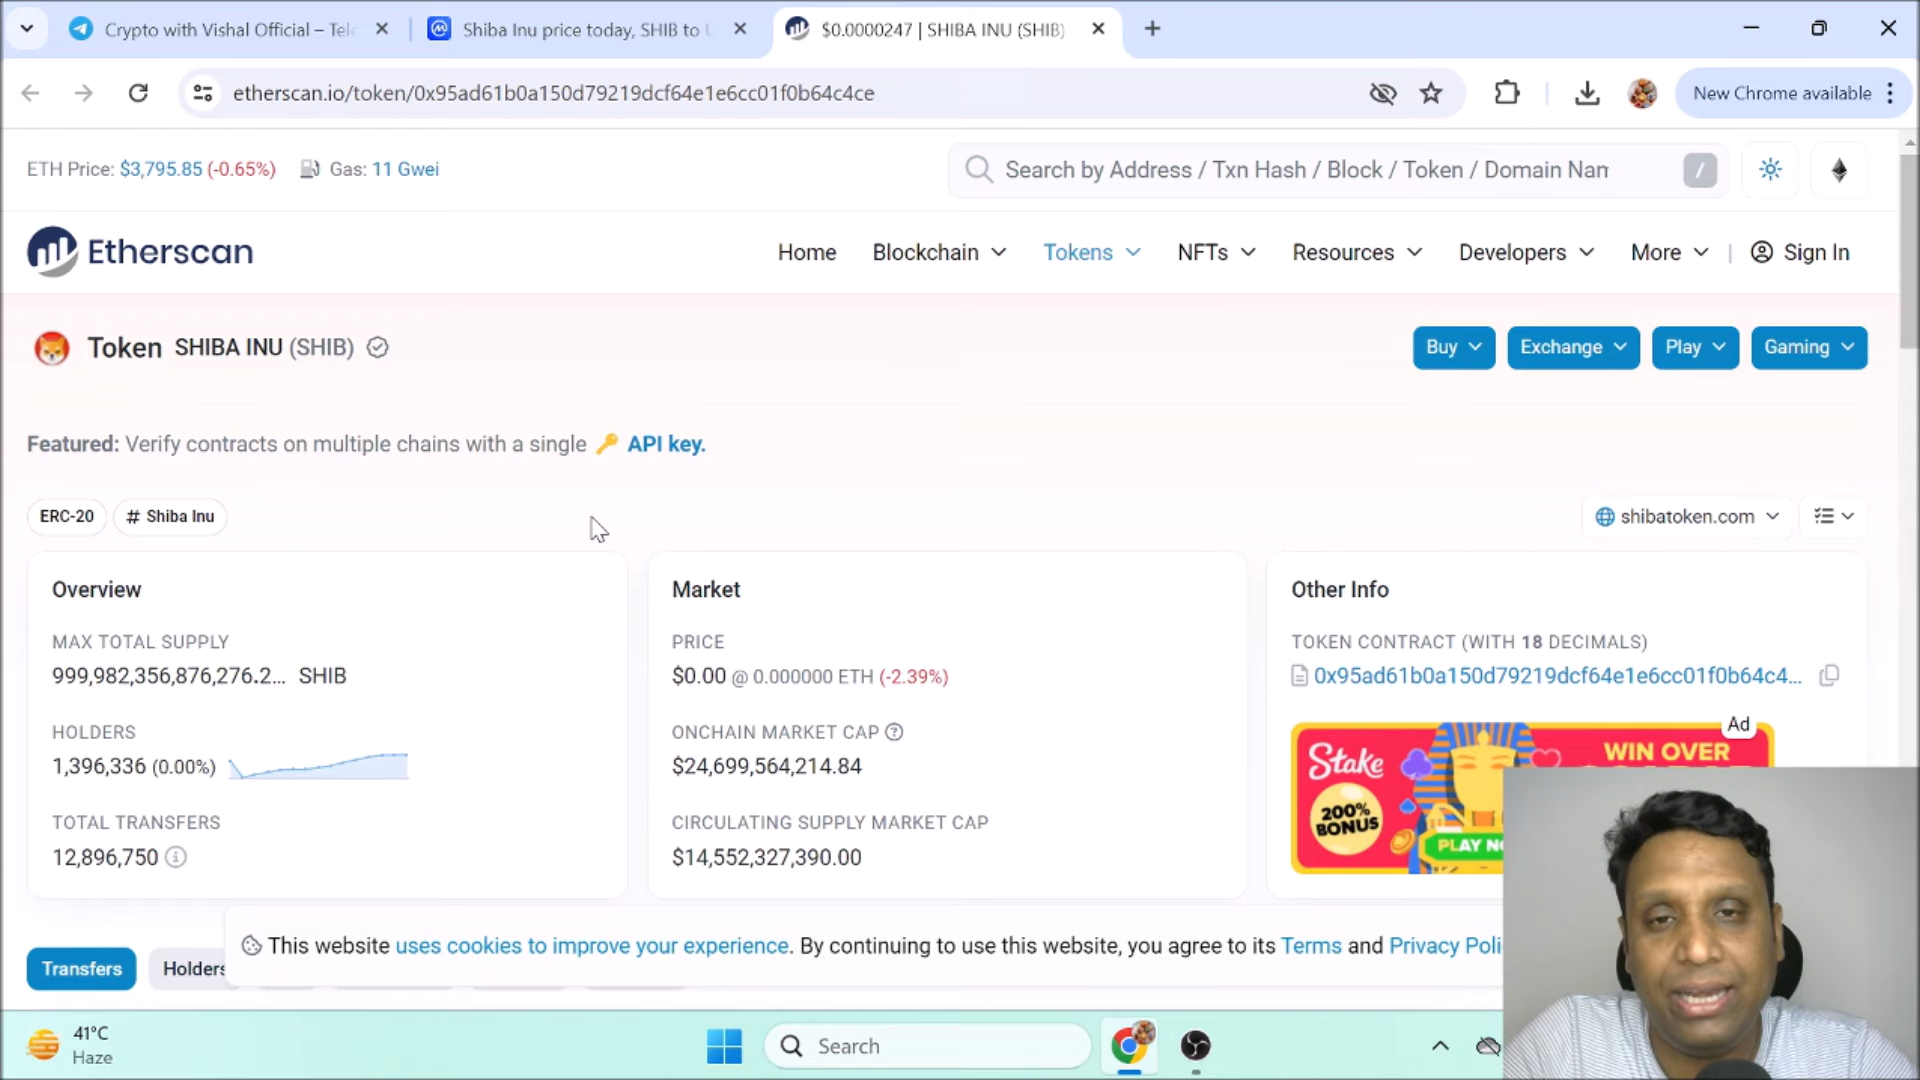 Crypto with Vishal Official – Tele
Shiba Inu price today, SHIB to U
$0.0000247 | SHIBA INU (SHIB)
etherscan.io/token/0x95ad61b0a150d79219dcf64e1e6cc01f0b64c4ce
New Chrome available
ETH Price: $3,795.85 (-0.65%)
Gas: 11 Gwei
Search by Address / Txn Hash / Block / Token / Domain Nam
/
Etherscan
Home
Blockchain
Tokens
NFTs
Resources
Developers
More
Sign In
Token SHIBA INU (SHIB)
Buy
Exchange
Play
Gaming
Featured: Verify contracts on multiple chains with a single 🔑 API key.
ERC-20
# Shiba Inu
shibatoken.com
Overview
MAX TOTAL SUPPLY
999,982,356,876,276.2... SHIB
HOLDERS
1,396,336 (0.00%)
TOTAL TRANSFERS
12,896,750
Market
PRICE
$0.00 @ 0.000000 ETH (-2.39%)
ONCHAIN MARKET CAP
$24,699,564,214.84
CIRCULATING SUPPLY MARKET CAP
$14,552,327,390.00
Other Info
TOKEN CONTRACT (WITH 18 DECIMALS)
0x95ad61b0a150d79219dcf64e1e6cc01f0b64c4...
Ad
Stake
200%
BONUS
WIN OVER
PLAY NO
This website uses cookies to improve your experience. By continuing to use this website, you agree to its Terms and Privacy Poli
Transfers
Holders
41°C
Haze
Search